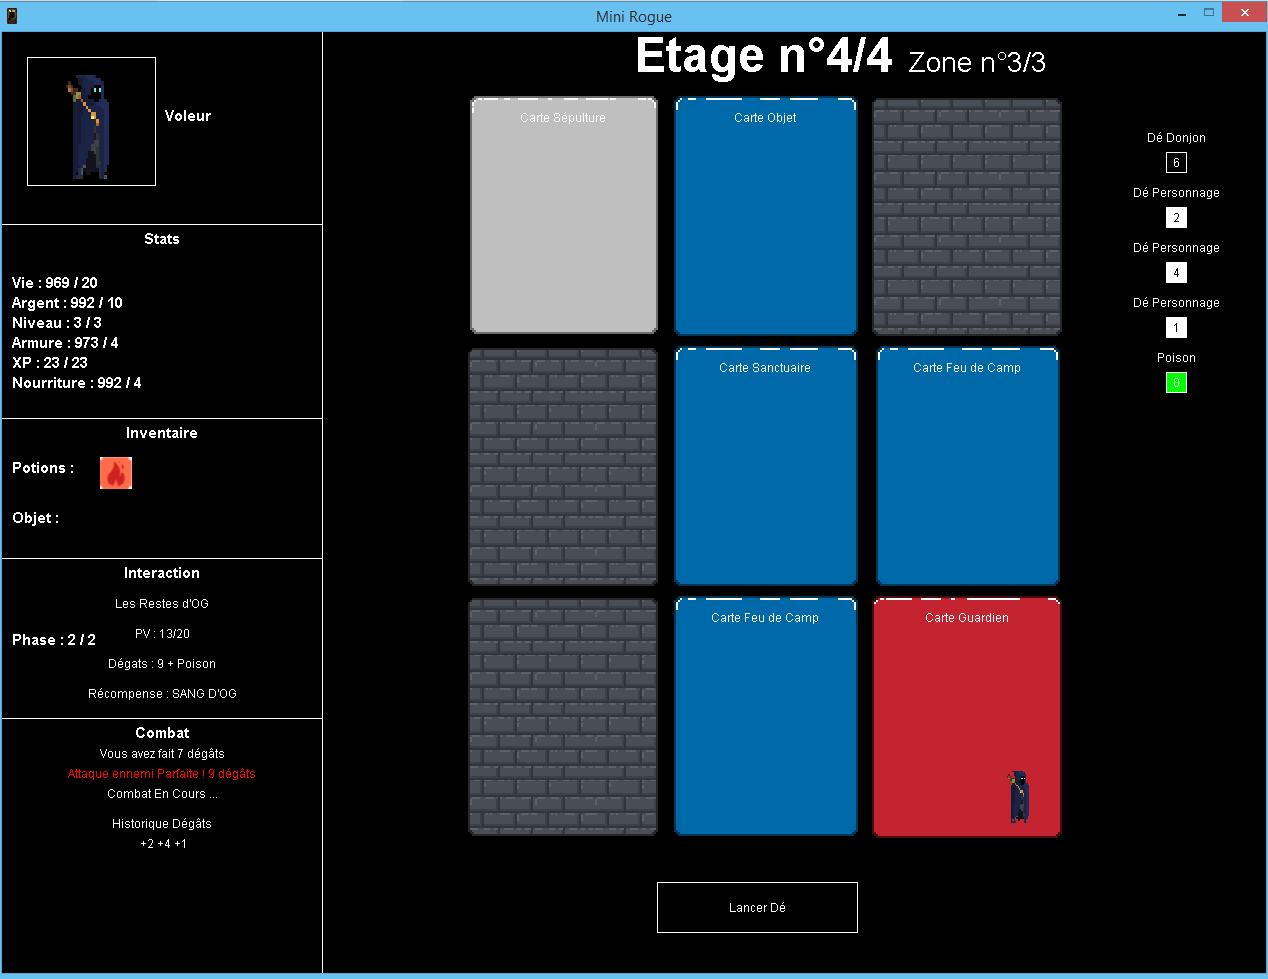 Mini Rogue
Voleur
Stats
Vie : 969 / 20
Argent : 992 / 10
Niveau : 3 / 3
Armure : 973 / 4
XP : 23 / 23
Nourriture : 992 / 4
Inventaire
Potions :
Objet :
Interaction
Les Restes d'OG
PV : 13/20
Phase : 2 / 2
Dégats : 9 + Poison
Récompense : SANG D'OG
Combat
Vous avez fait 7 dégâts
Attaque ennemi Parfaite ! 9 dégâts
Combat En Cours ...
Historique Dégâts
+2 +4 +1
Etage n°4/4 Zone n°3/3
Carte Sépulture
Carte Objet
Carte Sanctuaire
Carte Feu de Camp
Carte Feu de Camp
Carte Guardien
Lancer Dé
Dé Donjon
6
Dé Personnage
2
Dé Personnage
4
Dé Personnage
1
Poison
0